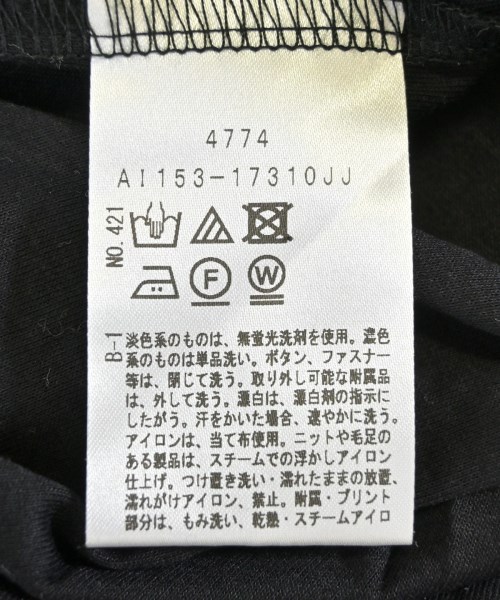 4774
AI153-17310JJ
NO.421
F W
B-1
淡色系のものは、無蛍光洗剤を使用。濃色
系のものは単品洗い。ボタン、ファスナー
等は、閉じて洗う。取り外し可能な附属品
は、外して洗う。漂白は、漂白剤の指示に
したがう。汗をかいた場合、速やかに洗う。
アイロンは、当て布使用。ニットや毛足の
ある製品は、スチームでの浮かしアイロン
仕上げ。つけ置き洗い・濡れたままの放置、
濡れがけアイロン、禁止。附属・プリント
部分は、もみ洗い、乾熱・スチームアイロ